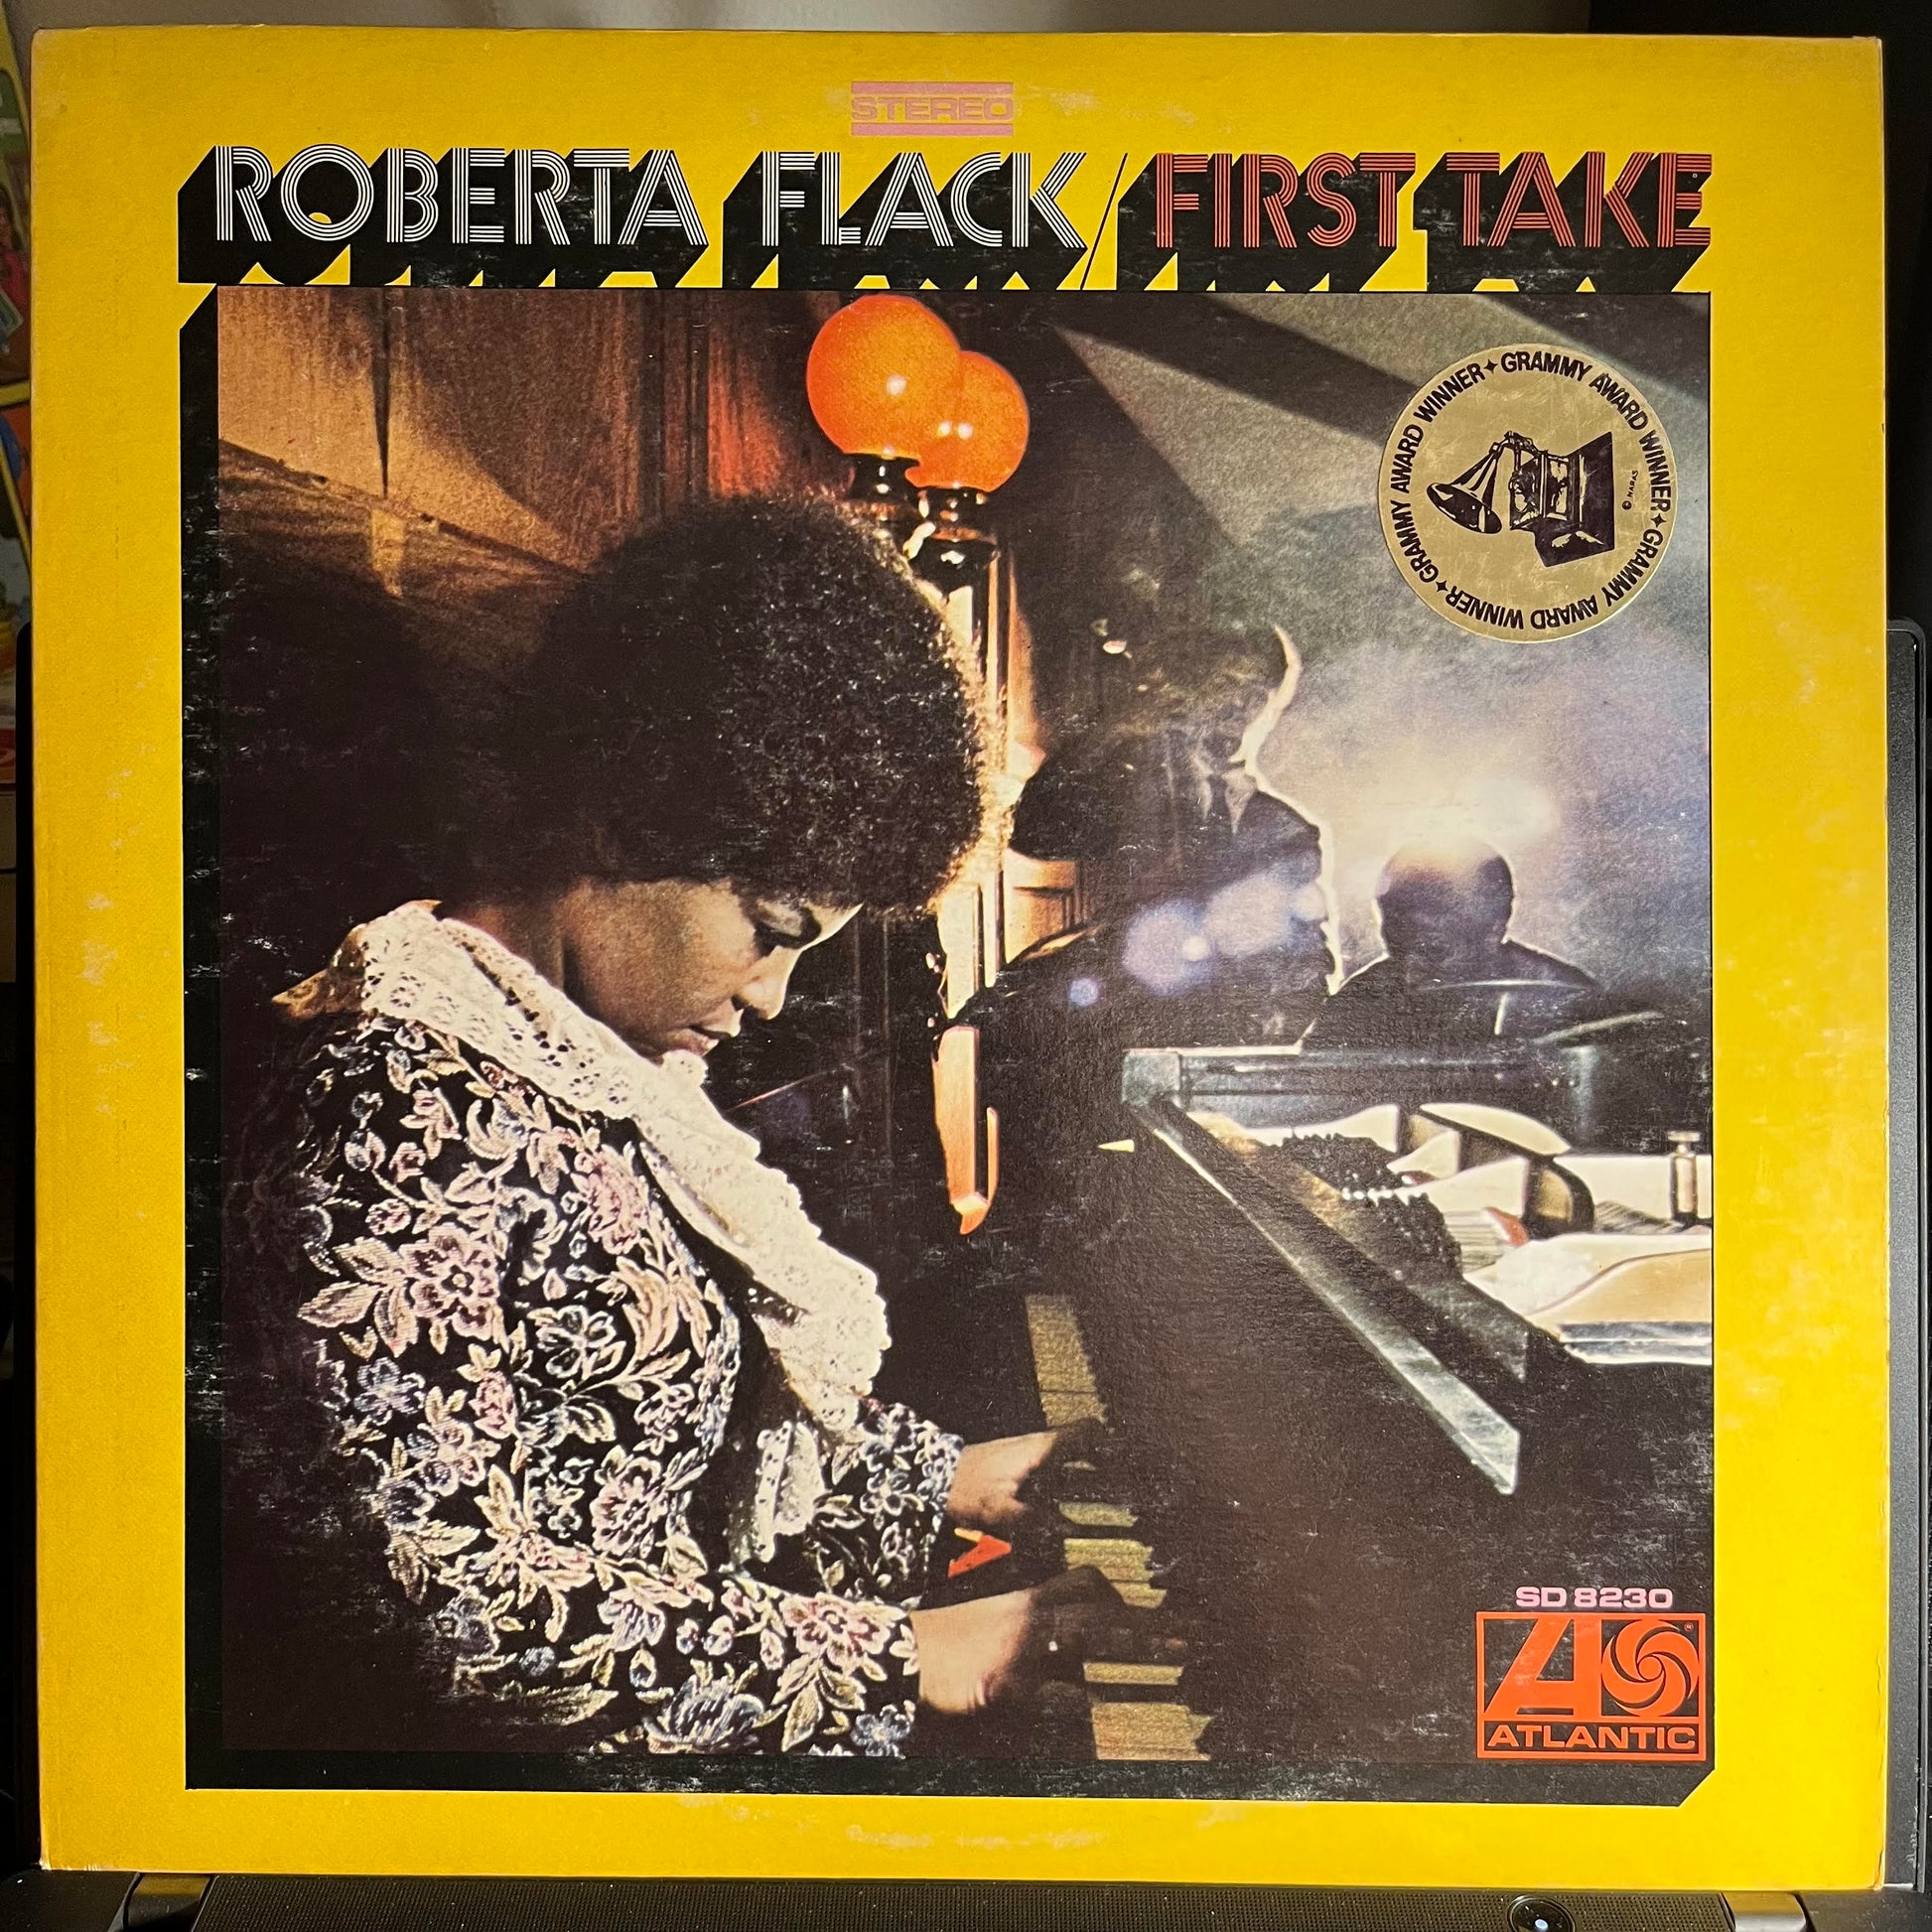 STEREO
ROBERTA FLACK/FIRST TAKE
GRAMMY AWARD WINNER✦GRAMMY AWARD WINNER✦GRAMMY AWARD WINNER✦GRAMMY AWARD WINNER✦
© NARAS
SD 8230
®
ATLANTIC